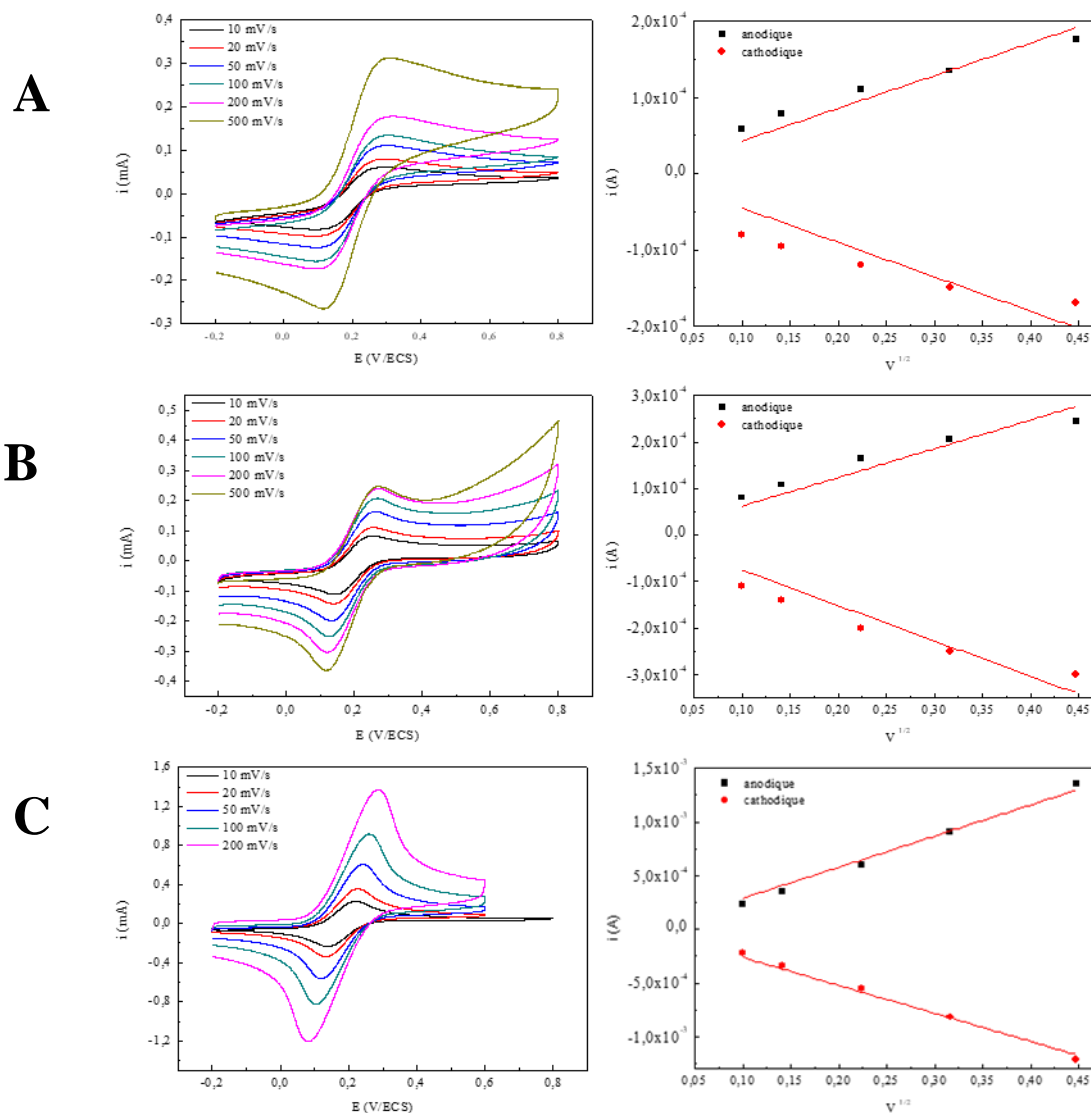 A
0,4
0,3
0,2
0,1
0,0
-0,1
-0,2
-0,3
i (mA)
10 mV/s
20 mV/s
50 mV/s
100 mV/s
200 mV/s
500 mV/s
-0,2 0,0 0,2 0,4 0,6 0,8
E (V/ECS)
2,0x10⁻⁴
1,0x10⁻⁴
0,0
-1,0x10⁻⁴
-2,0x10⁻⁴
i (A)
anodique
cathodique
0,05 0,10 0,15 0,20 0,25 0,30 0,35 0,40 0,45
V 1/2
B
0,5
0,4
0,3
0,2
0,1
0,0
-0,1
-0,2
-0,3
-0,4
i (mA)
10 mV/s
20 mV/s
50 mV/s
100 mV/s
200 mV/s
500 mV/s
-0,2 0,0 0,2 0,4 0,6 0,8
E (V/ECS)
3,0x10⁻⁴
2,0x10⁻⁴
1,0x10⁻⁴
0,0
-1,0x10⁻⁴
-2,0x10⁻⁴
-3,0x10⁻⁴
i (A)
anodique
cathodique
0,05 0,10 0,15 0,20 0,25 0,30 0,35 0,40 0,45
V 1/2
C
1,6
1,2
0,8
0,4
0,0
-0,4
-0,8
-1,2
i (mA)
10 mV/s
20 mV/s
50 mV/s
100 mV/s
200 mV/s
-0,2 0,0 0,2 0,4 0,6 0,8
E (V/ECS)
1,5x10⁻³
1,0x10⁻³
5,0x10⁻⁴
0,0
-5,0x10⁻⁴
-1,0x10⁻³
i (A)
anodique
cathodique
0,05 0,10 0,15 0,20 0,25 0,30 0,35 0,40 0,45
V 1/2